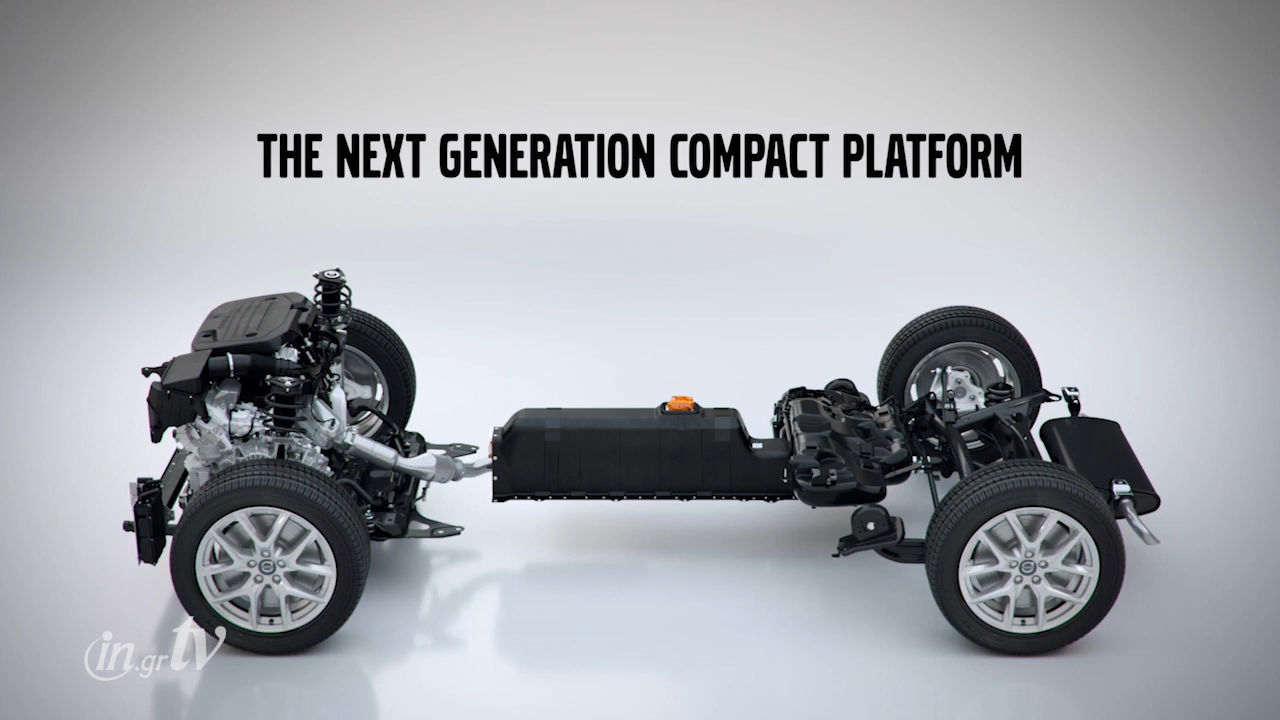 THE NEXT GENERATION COMPACT PLATFORM
in.gr tv